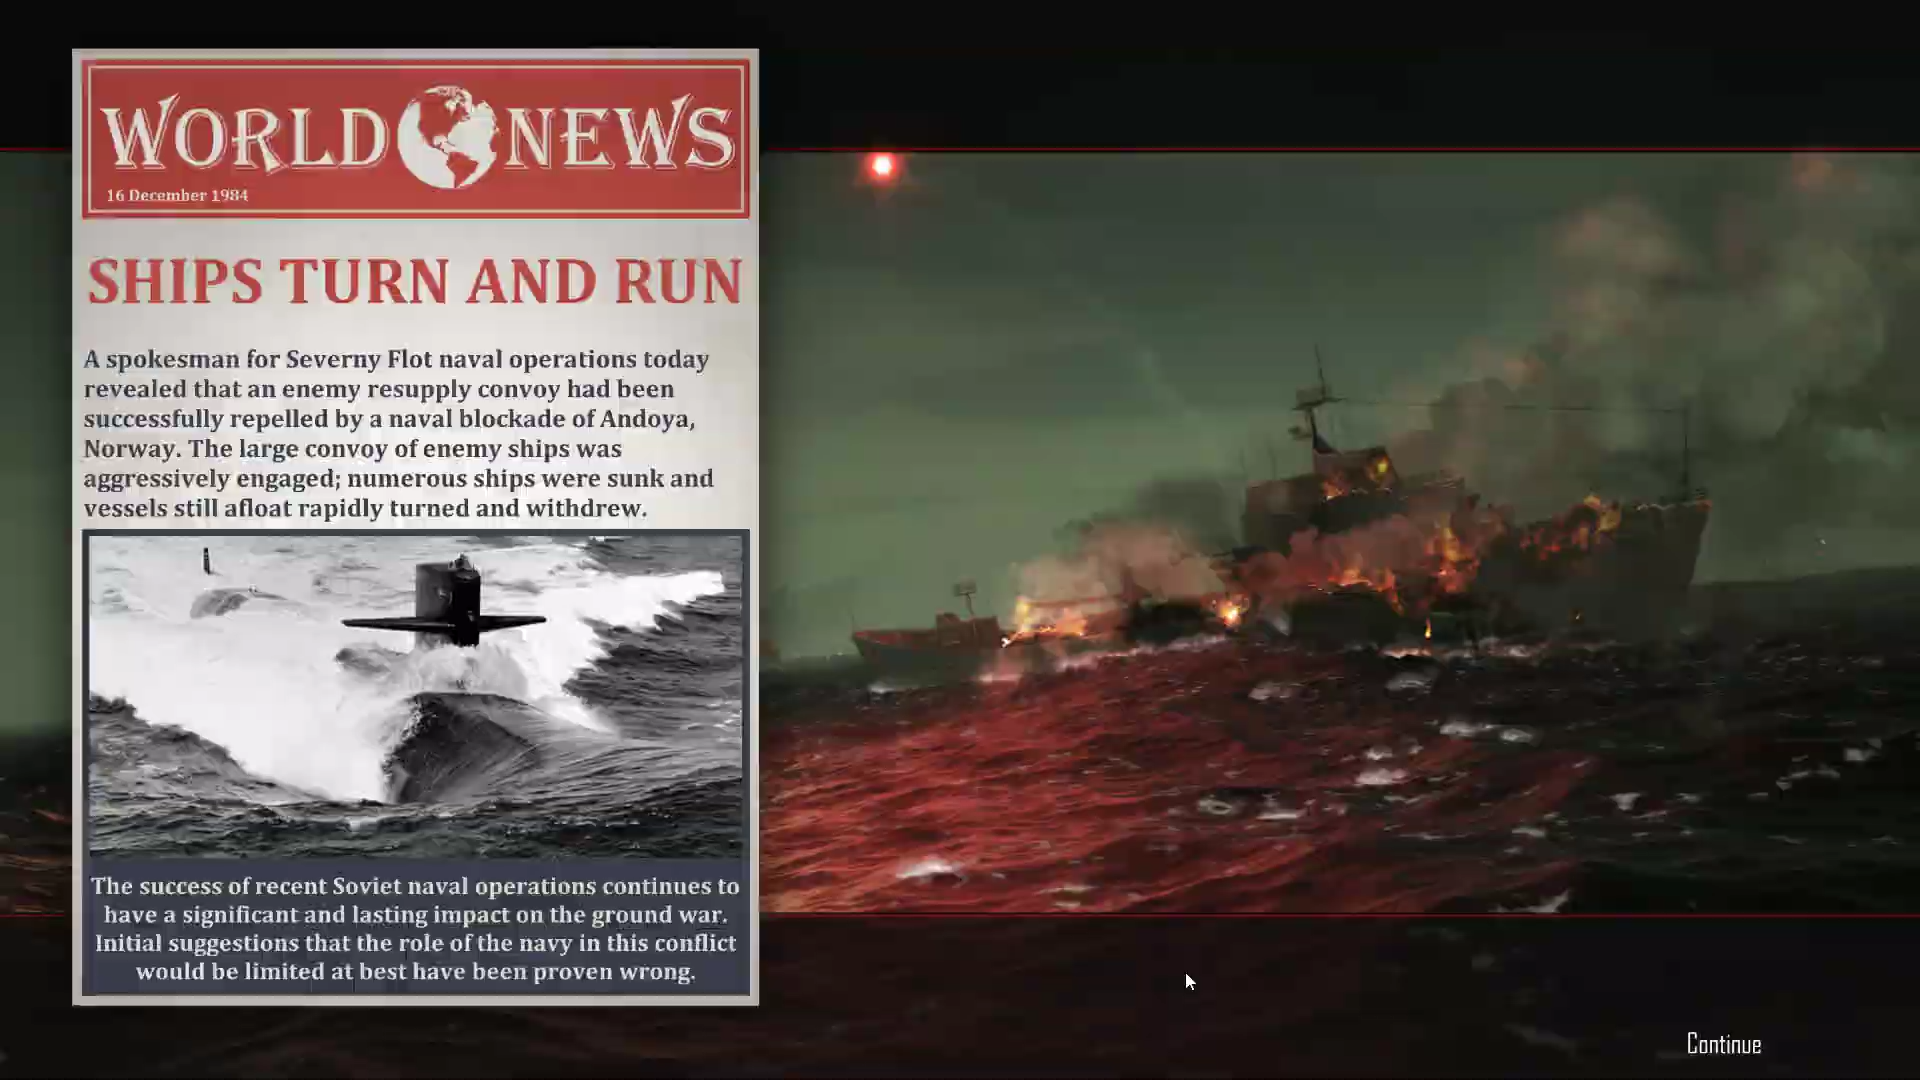 WORLD NEWS
16 December 1984
SHIPS TURN AND RUN
A spokesman for Severny Flot naval operations today
revealed that an enemy resupply convoy had been
successfully repelled by a naval blockade of Andoya,
Norway. The large convoy of enemy ships was
aggressively engaged; numerous ships were sunk and
vessels still afloat rapidly turned and withdrew.
The success of recent Soviet naval operations continues to
have a significant and lasting impact on the ground war.
Initial suggestions that the role of the navy in this conflict
would be limited at best have been proven wrong.
Continue